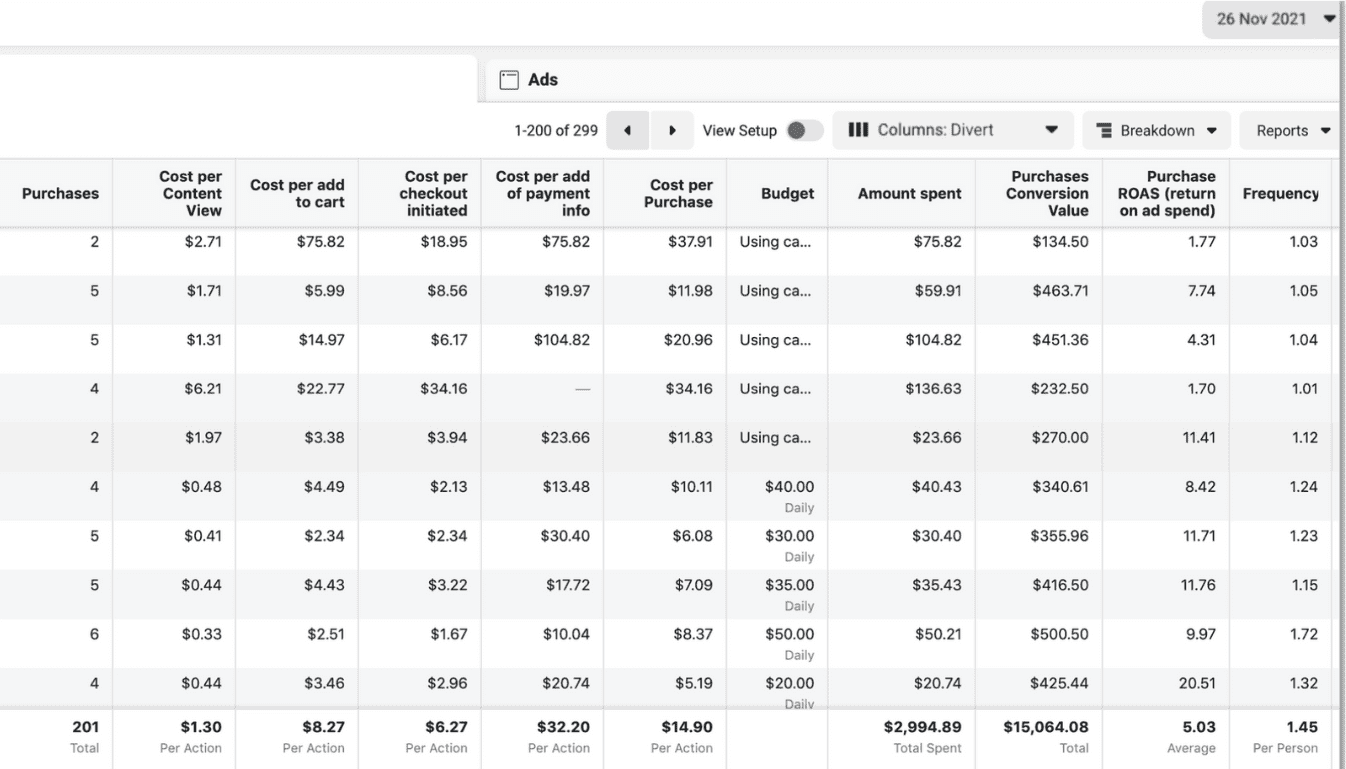 26 Nov 2021
Ads
1-200 of 299 View Setup Columns: Divert Breakdown Reports
Purchases Cost per Content View Cost per add to cart Cost per checkout initiated Cost per add of payment info Cost per Purchase Budget Amount spent Purchases Conversion Value Purchase ROAS (return on ad spend) Frequency
2 $2.71 $75.82 $18.95 $75.82 $37.91 Using ca... $75.82 $134.50 1.77 1.03
5 $1.71 $5.99 $8.56 $19.97 $11.98 Using ca... $59.91 $463.71 7.74 1.05
5 $1.31 $14.97 $6.17 $104.82 $20.96 Using ca... $104.82 $451.36 4.31 1.04
4 $6.21 $22.77 $34.16 — $34.16 Using ca... $136.63 $232.50 1.70 1.01
2 $1.97 $3.38 $3.94 $23.66 $11.83 Using ca... $23.66 $270.00 11.41 1.12
4 $0.48 $4.49 $2.13 $13.48 $10.11 $40.00 $40.43 $340.61 8.42 1.24
Daily
5 $0.41 $2.34 $2.34 $30.40 $6.08 $30.00 $30.40 $355.96 11.71 1.23
Daily
5 $0.44 $4.43 $3.22 $17.72 $7.09 $35.00 $35.43 $416.50 11.76 1.15
Daily
6 $0.33 $2.51 $1.67 $10.04 $8.37 $50.00 $50.21 $500.50 9.97 1.72
Daily
4 $0.44 $3.46 $2.96 $20.74 $5.19 $20.00 $20.74 $425.44 20.51 1.32
Daily
201 $1.30 $8.27 $6.27 $32.20 $14.90 $2,994.89 $15,064.08 5.03 1.45
Total Per Action Per Action Per Action Per Action Per Action Total Spent Total Average Per Person